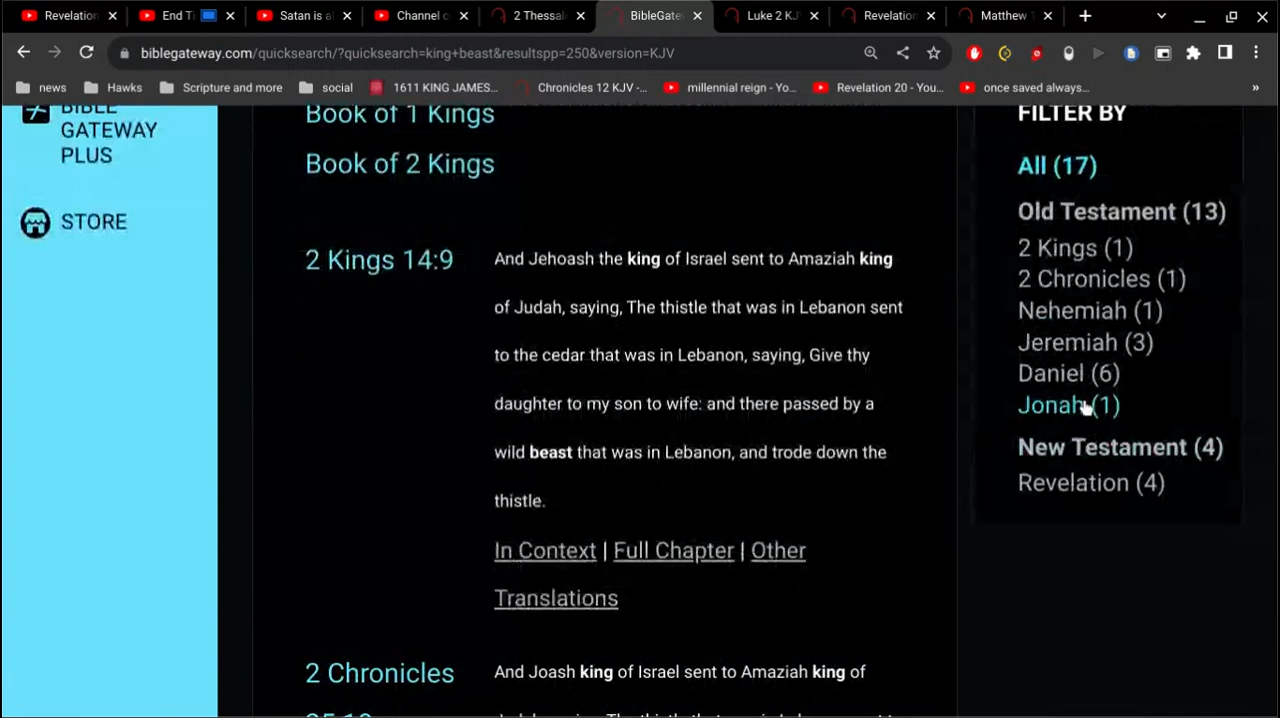 Revelation
End Ti
Satan is a
Channel c
2 Thessalo
BibleGate
Luke 2 KJ
Revelation
Matthew
biblegateway.com/quicksearch/?quicksearch=king+beast&resultspp=250&version=KJV
news
Hawks
Scripture and more
social
1611 KING JAMES...
Chronicles 12 KJV -...
millennial reign - Yo...
Revelation 20 - You...
once saved always...
»
BIBLE
GATEWAY
PLUS
STORE
Book of 1 Kings
Book of 2 Kings
2 Kings 14:9
And Jehoash the king of Israel sent to Amaziah king
of Judah, saying, The thistle that was in Lebanon sent
to the cedar that was in Lebanon, saying, Give thy
daughter to my son to wife: and there passed by a
wild beast that was in Lebanon, and trode down the
thistle.
In Context | Full Chapter | Other
Translations
2 Chronicles
And Joash king of Israel sent to Amaziah king of
FILTER BY
All (17)
Old Testament (13)
2 Kings (1)
2 Chronicles (1)
Nehemiah (1)
Jeremiah (3)
Daniel (6)
Jonah (1)
New Testament (4)
Revelation (4)